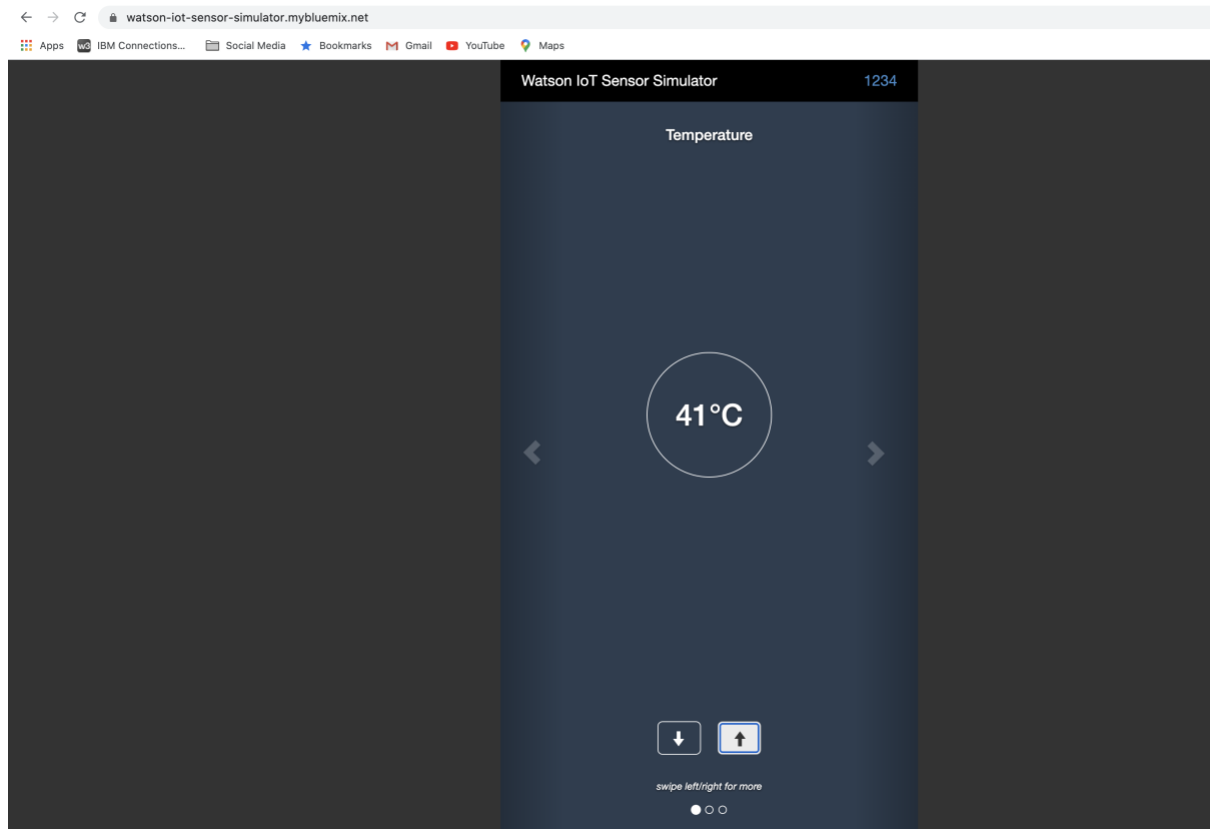 watson-iot-sensor-simulator.mybluemix.net
Apps w3 IBM Connections... Social Media Bookmarks Gmail YouTube Maps
Watson IoT Sensor Simulator 1234
Temperature
41°C
swipe left/right for more